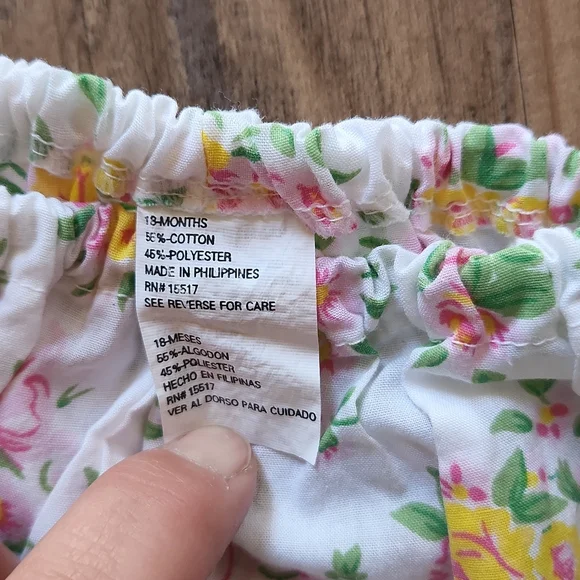 18-MONTHS
55%-COTTON
45%-POLYESTER
MADE IN PHILIPPINES
RN# 15517
SEE REVERSE FOR CARE
18-MESES
55%-ALGODON
45%-POLIESTER
HECHO EN FILIPINAS
RN# 15517
VER AL DORSO PARA CUIDADO